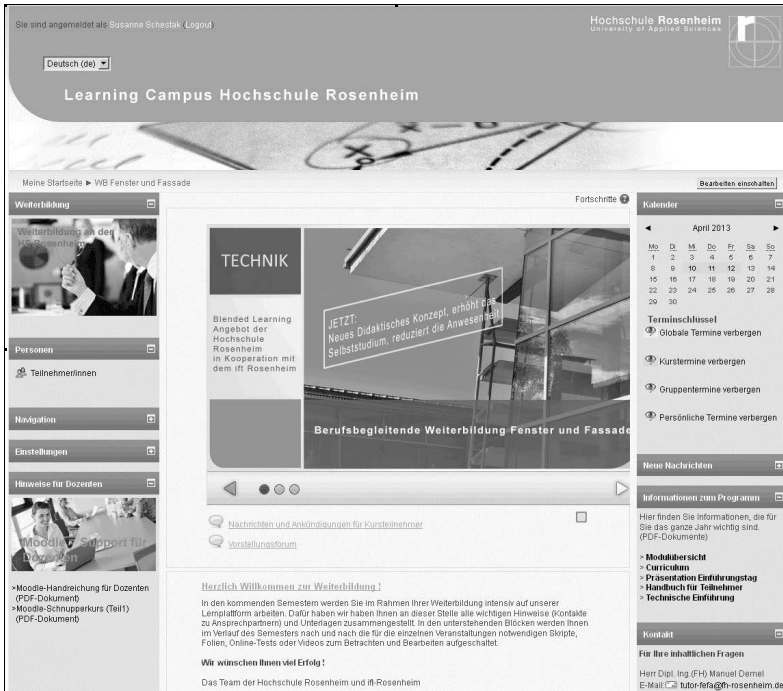 Sie sind angemeldet als Susanne Schestak (Logout)
Hochschule Rosenheim
University of Applied Sciences
Deutsch (de)
Learning Campus Hochschule Rosenheim
Meine Startseite ► WB Fenster und Fassade
Bearbeiten einschalten
Weiterbildung
Weiterbildung an der
HS Rosenheim
Personen
Teilnehmer/innen
Navigation
Einstellungen
Hinweise für Dozenten
Moodle - Support für
Dozenten
>Moodle-Handreichung für Dozenten
(PDF-Dokument)
>Moodle-Schnupperkurs (Teil1)
(PDF-Dokument)
Fortschritte
TECHNIK
Blended Learning
Angebot der
Hochschule
Rosenheim
in Kooperation mit
dem ift Rosenheim
JETZT:
Neues Didaktisches Konzept, erhöht das
Selbststudium, reduziert die Anwesenheit
Berufsbegleitende Weiterbildung Fenster und Fassade
Nachrichten und Ankündigungen für Kursteilnehmer
Vorstellungsforum
Herzlich Willkommen zur Weiterbildung !
In den kommenden Semestern werden Sie im Rahmen Ihrer Weiterbildung intensiv auf unserer
Lernplattform arbeiten. Dafür haben wir haben Ihnen an dieser Stelle alle wichtigen Hinweise (Kontakte
zu Ansprechpartnern) und Unterlagen zusammengestellt. In den untenstehenden Blöcken werden Ihnen
im Verlauf des Semesters nach und nach die für die einzelnen Veranstaltungen notwendigen Skripte,
Folien, Online-Tests oder Videos zum Betrachten und Bearbeiten aufgeschaltet.
Wir wünschen Ihnen viel Erfolg !
Das Team der Hochschule Rosenheim und ift-Rosenheim
Kalender
◄ April 2013 ►
Mo Di Mi Do Fr Sa So
1 2 3 4 5 6 7
8 9 10 11 12 13 14
15 16 17 18 19 20 21
22 23 24 25 26 27 28
29 30
Terminschlüssel
Globale Termine verbergen
Kurstermine verbergen
Gruppentermine verbergen
Persönliche Termine verbergen
Neue Nachrichten
Informationen zum Programm
Hier finden Sie Informationen, die für
Sie das ganze Jahr wichtig sind.
(PDF-Dokumente)
> Modulübersicht
> Curriculum
> Präsentation Einführungstag
> Handbuch für Teilnehmer
> Technische Einführung
Kontakt
Für Ihre inhaltlichen Fragen
Herr Dipl. Ing.(FH) Manuel Demel
E-Mail: tutor-fefa@fh-rosenheim.de